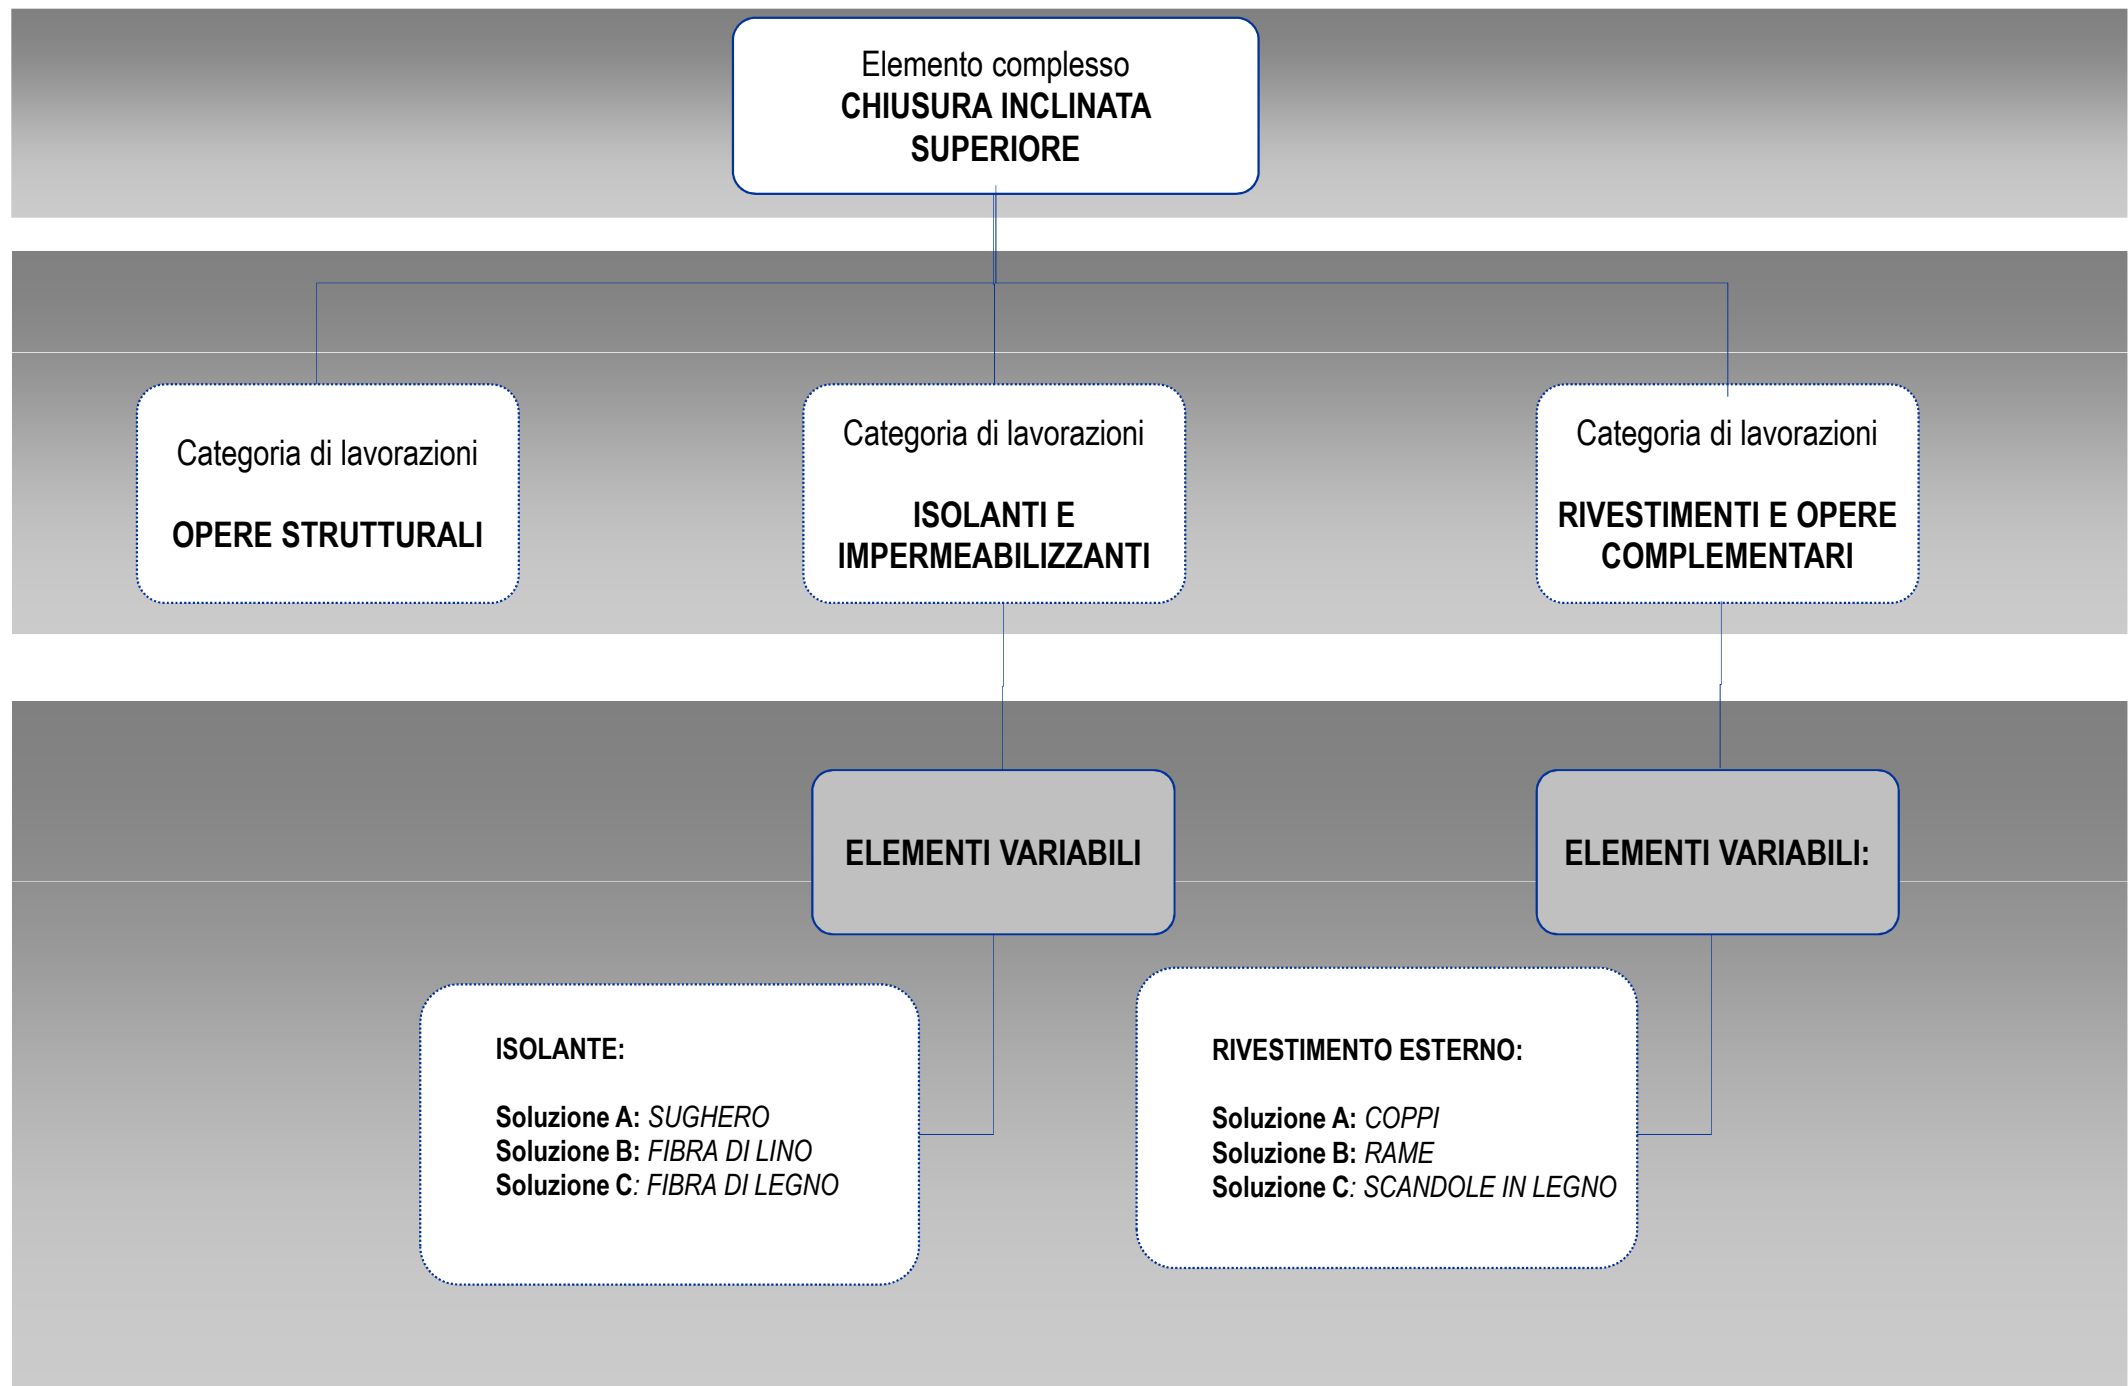 Elemento complesso
CHIUSURA INCLINATA
SUPERIORE
Categoria di lavorazioni
OPERE STRUTTURALI
Categoria di lavorazioni
ISOLANTI E
IMPERMEABILIZZANTI
Categoria di lavorazioni
RIVESTIMENTI E OPERE
COMPLEMENTARI
ELEMENTI VARIABILI
ELEMENTI VARIABILI:
ISOLANTE:
Soluzione A: SUGHERO
Soluzione B: FIBRA DI LINO
Soluzione C: FIBRA DI LEGNO
RIVESTIMENTO ESTERNO:
Soluzione A: COPPI
Soluzione B: RAME
Soluzione C: SCANDOLE IN LEGNO